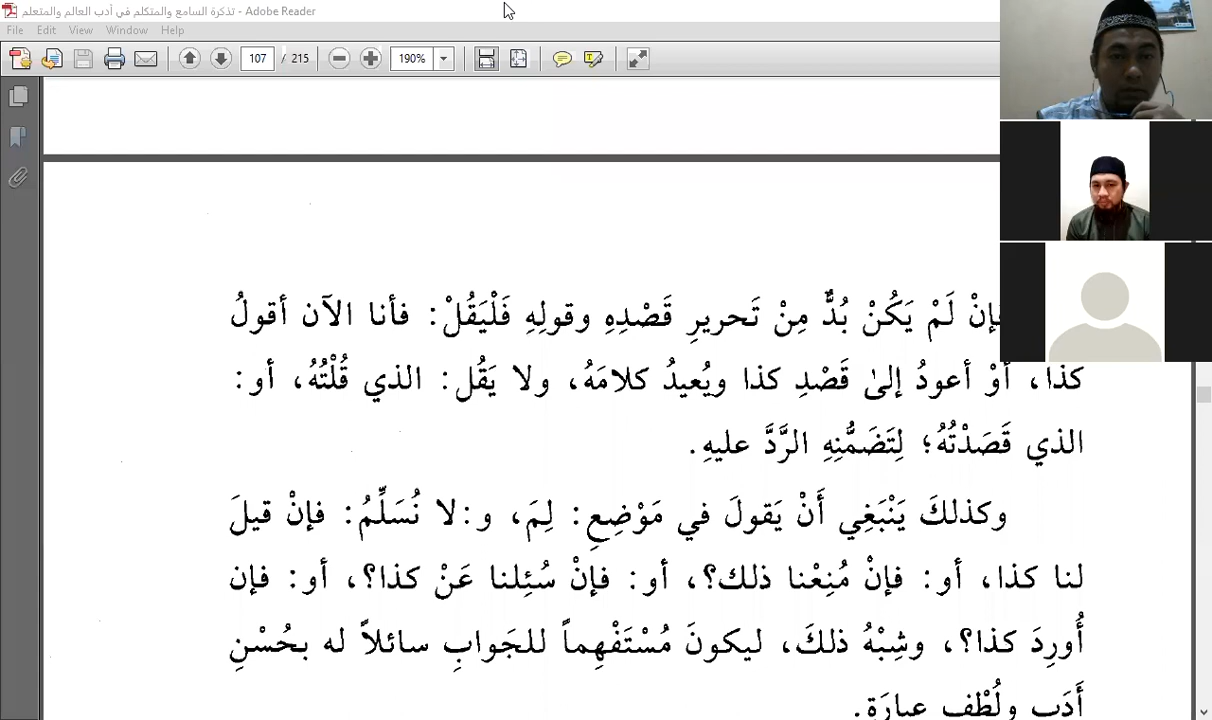 تذكرة السامع والمتكلم في أدب العالم والمتعلم - Adobe Reader
File Edit View Window Help
107 / 215 190%
فإنْ لَمْ يَكُنْ بُدٌّ مِنْ تَحريرِ قَصْدِهِ وقولِهِ فَلْيَقُلْ: فأنا الآن أقولُ
كذا، أَوْ أعودُ إلىٰ قَصْدِ كذا ويُعيدُ كلامَهُ، ولا يَقُل: الذي قُلْتُهُ، أو:
الذي قَصَدْتُهُ؛ لِتَضَمُّنِهِ الرَّدَّ عليهِ.
وكذلكَ يَنْبَغِي أَنْ يَقولَ في مَوْضِعِ: لِمَ، و:لا نُسَلِّمُ: فإنْ قيلَ
لنا كذا، أو: فإنْ مُنِعْنا ذلك؟، أو: فإنْ سُئِلنا عَنْ كذا؟، أو: فإن
أُورِدَ كذا؟، وشِبْهُ ذلكَ، ليكونَ مُسْتَفْهِماً للجَوابِ سائلاً له بحُسْنِ
أَدَبٍ ولُطْفِ عبارَةٍ.